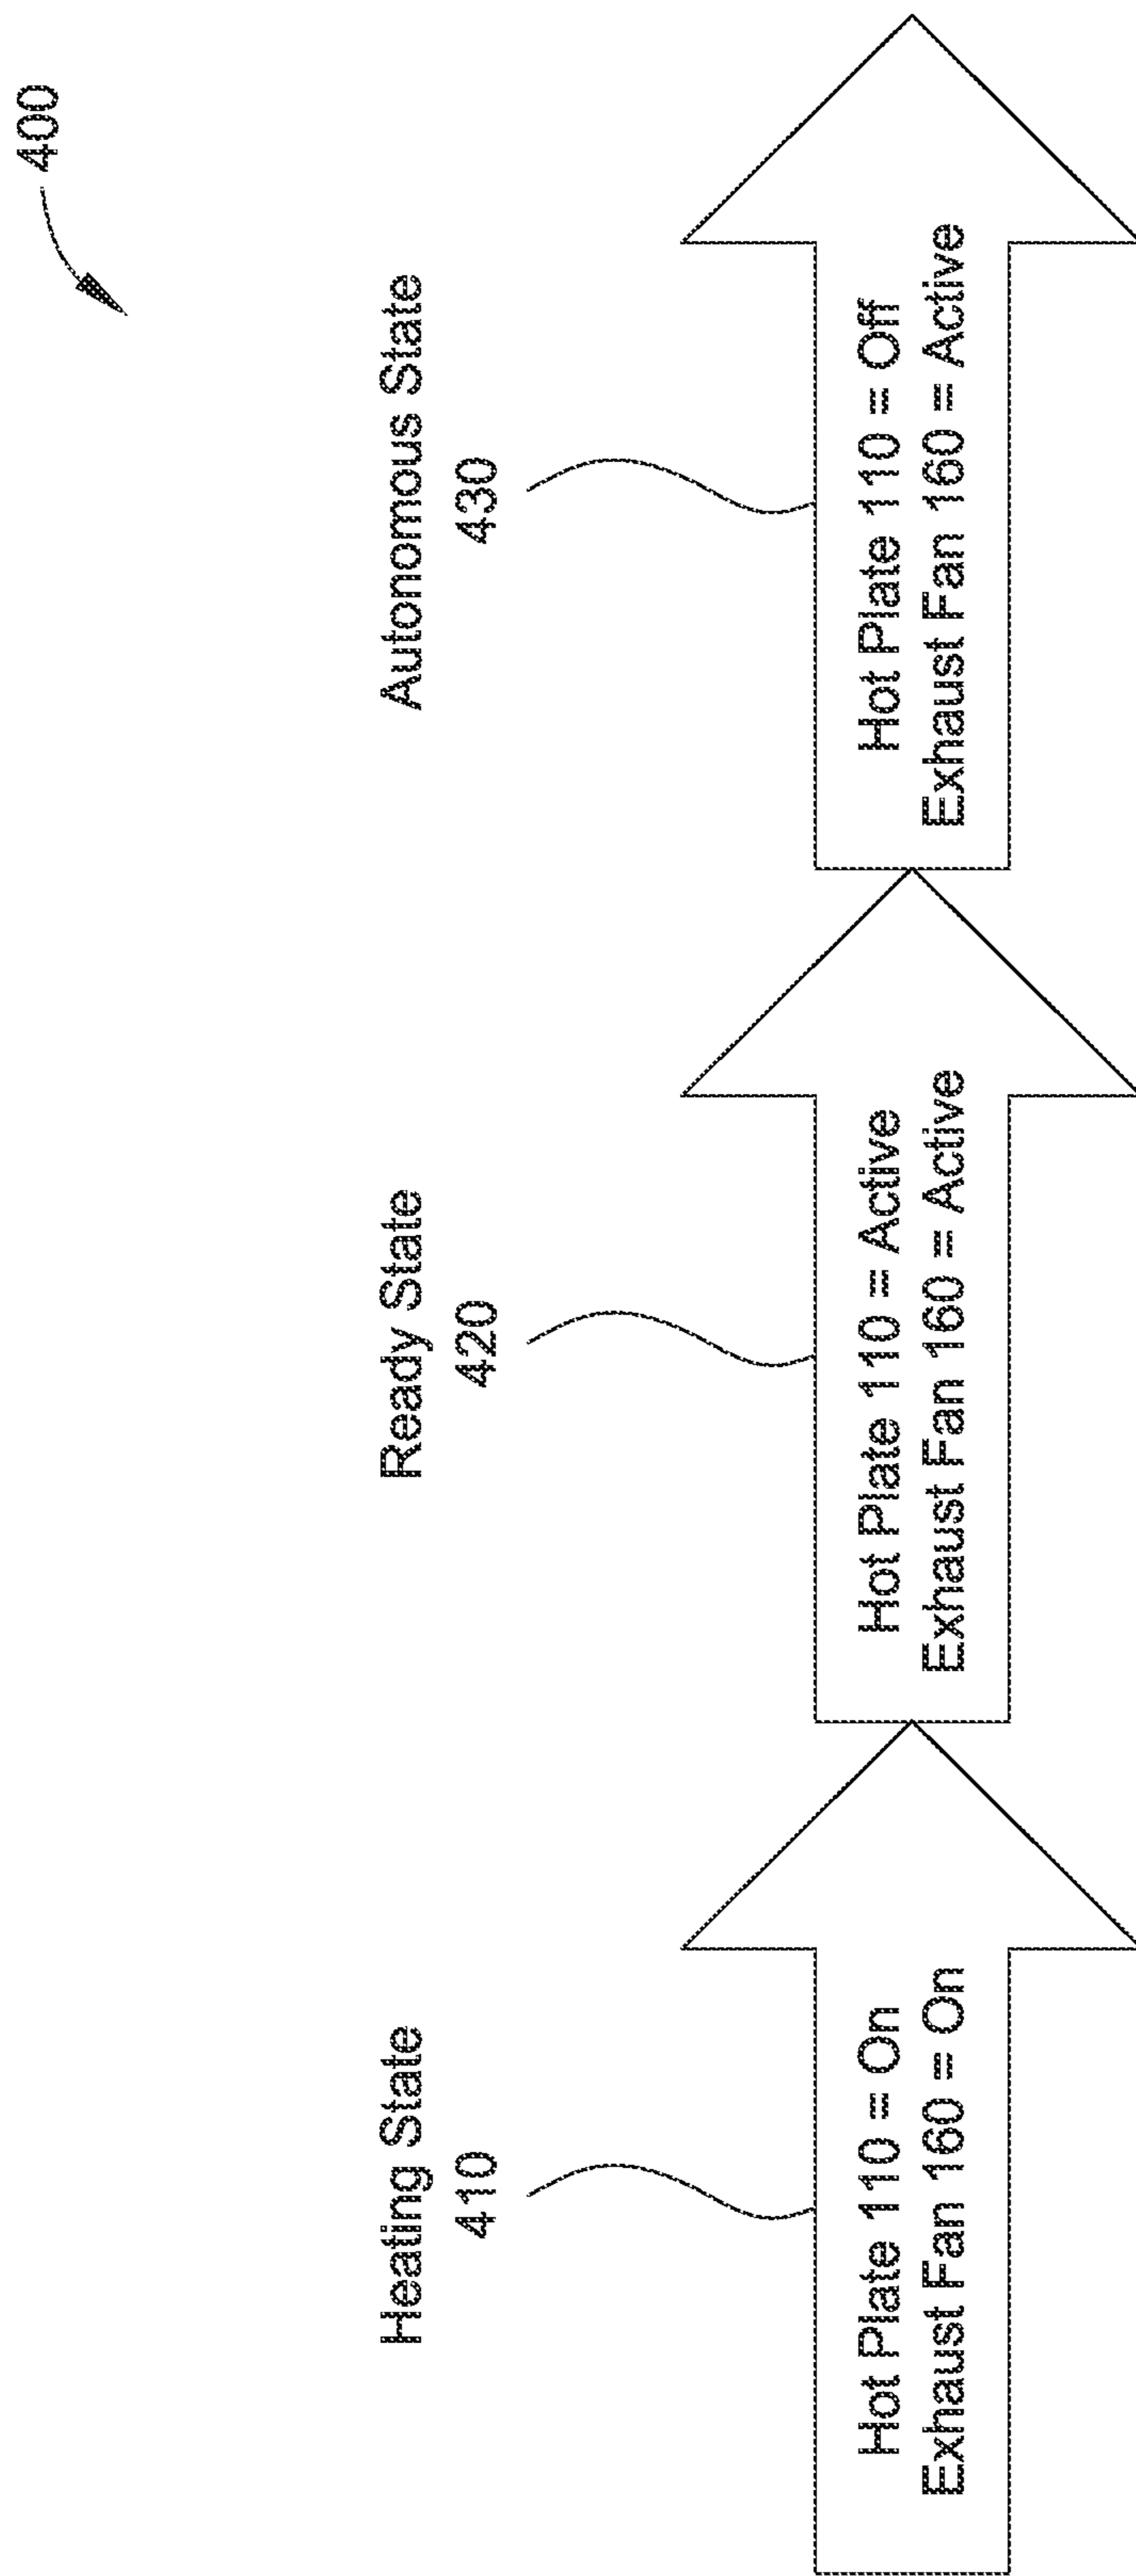 400
Heating State
410
Hot Plate 110 = On
Exhaust Fan 160 = On
Ready State
420
Hot Plate 110 = Active
Exhaust Fan 160 = Active
Autonomous State
430
Hot Plate 110 = Off
Exhaust Fan 160 = Active